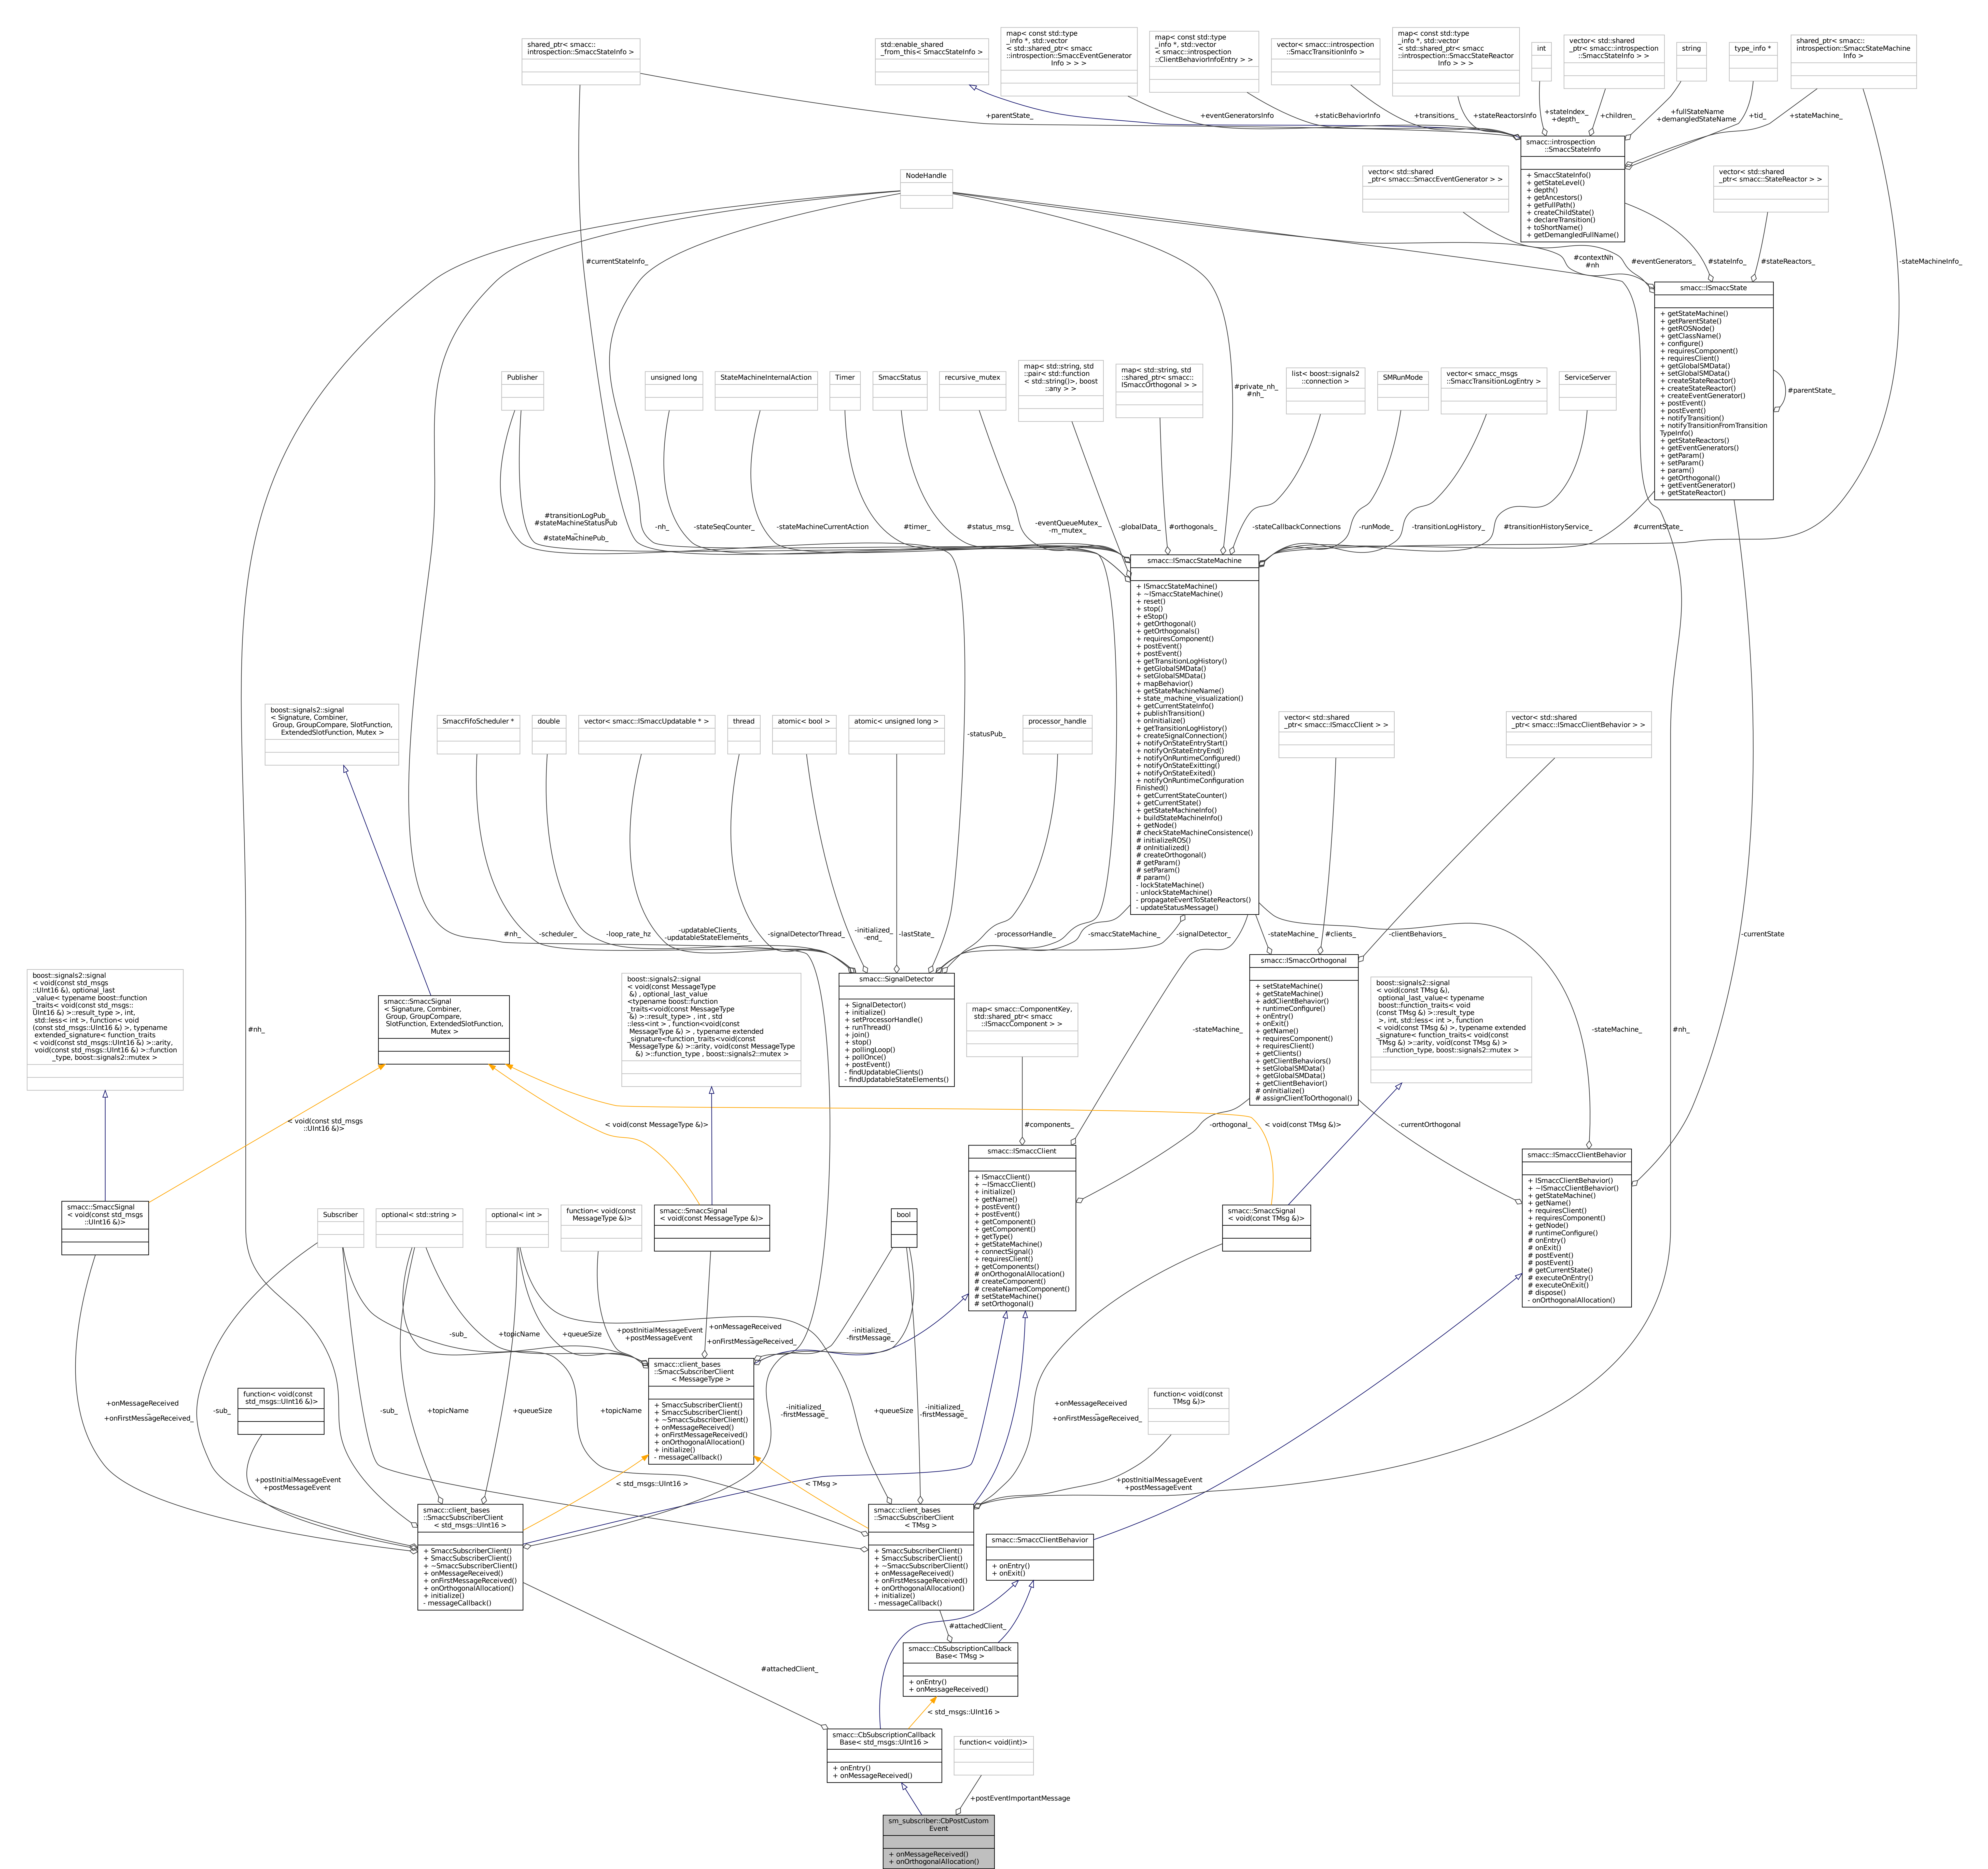 shared_ptr< smacc::
introspection::SmaccStateInfo >
std::enable_shared
_from_this< SmaccStateInfo >
map< const std::type
_info *, std::vector
< std::shared_ptr< smacc
::introspection::SmaccEventGenerator
Info > > >
map< const std::type
_info *, std::vector
< smacc::introspection
::ClientBehaviorInfoEntry > >
vector< smacc::introspection
::SmaccTransitionInfo >
map< const std::type
_info *, std::vector
< std::shared_ptr< smacc
::introspection::SmaccStateReactor
Info > > >
int
vector< std::shared
_ptr< smacc::introspection
::SmaccStateInfo > >
string
type_info *
shared_ptr< smacc::
introspection::SmaccStateMachine
Info >
+parentState_
+eventGeneratorsInfo
+staticBehaviorInfo
+transitions_
+stateReactorsInfo
+stateIndex_
+depth_
+children_
+fullStateName
+demangledStateName
+tid_
+stateMachine_
smacc::introspection
::SmaccStateInfo
+ SmaccStateInfo()
+ getStateLevel()
+ depth()
+ getAncestors()
+ getFullPath()
+ createChildState()
+ declareTransition()
+ toShortName()
+ getDemangledFullName()
NodeHandle
vector< std::shared
_ptr< smacc::SmaccEventGenerator > >
vector< std::shared
_ptr< smacc::StateReactor > >
#currentStateInfo_
#contextNh
#nh
#eventGenerators_
#stateInfo_
#stateReactors_
-stateMachineInfo_
smacc::ISmaccState
+ getStateMachine()
+ getParentState()
+ getROSNode()
+ getClassName()
+ configure()
+ requiresComponent()
+ requiresClient()
+ getGlobalSMData()
+ setGlobalSMData()
+ createStateReactor()
+ createStateReactor()
+ createEventGenerator()
+ postEvent()
+ postEvent()
+ notifyTransition()
+ notifyTransitionFromTransition
TypeInfo()
+ getStateReactors()
+ getEventGenerators()
+ getParam()
+ setParam()
+ param()
+ getOrthogonal()
+ getEventGenerator()
+ getStateReactor()
#parentState_
Publisher
unsigned long
StateMachineInternalAction
Timer
SmaccStatus
recursive_mutex
map< std::string, std
::pair< std::function
< std::string()>, boost
::any > >
map< std::string, std
::shared_ptr< smacc::
ISmaccOrthogonal > >
#private_nh_
#nh_
list< boost::signals2
::connection >
SMRunMode
vector< smacc_msgs
::SmaccTransitionLogEntry >
ServiceServer
#transitionLogPub_
#stateMachineStatusPub
_
#stateMachinePub_
-nh_
-stateSeqCounter_
-stateMachineCurrentAction
#timer_
#status_msg_
-eventQueueMutex_
-m_mutex_
-globalData_
#orthogonals_
-stateCallbackConnections
-runMode_
-transitionLogHistory_
#transitionHistoryService_
#currentState_
smacc::ISmaccStateMachine
+ ISmaccStateMachine()
+ ~ISmaccStateMachine()
+ reset()
+ stop()
+ eStop()
+ getOrthogonal()
+ getOrthogonals()
+ requiresComponent()
+ postEvent()
+ postEvent()
+ getTransitionLogHistory()
+ getGlobalSMData()
+ setGlobalSMData()
+ mapBehavior()
+ getStateMachineName()
+ state_machine_visualization()
+ getCurrentStateInfo()
+ publishTransition()
+ onInitialize()
+ getTransitionLogHistory()
+ createSignalConnection()
+ notifyOnStateEntryStart()
+ notifyOnStateEntryEnd()
+ notifyOnRuntimeConfigured()
+ notifyOnStateExitting()
+ notifyOnStateExited()
+ notifyOnRuntimeConfiguration
Finished()
+ getCurrentStateCounter()
+ getCurrentState()
+ getStateMachineInfo()
+ buildStateMachineInfo()
+ getNode()
# checkStateMachineConsistence()
# initializeROS()
# onInitialized()
# createOrthogonal()
# getParam()
# setParam()
# param()
- lockStateMachine()
- unlockStateMachine()
- propagateEventToStateReactors()
- updateStatusMessage()
boost::signals2::signal
< Signature, Combiner,
Group, GroupCompare, SlotFunction,
ExtendedSlotFunction, Mutex >
SmaccFifoScheduler *
double
vector< smacc::ISmaccUpdatable * >
thread
atomic< bool >
atomic< unsigned long >
-statusPub_
processor_handle
vector< std::shared
_ptr< smacc::ISmaccClient > >
vector< std::shared
_ptr< smacc::ISmaccClientBehavior > >
#nh_
-scheduler_
-loop_rate_hz
-updatableClients_
-updatableStateElements_
-signalDetectorThread_
-initialized_
-end_
-lastState_
-processorHandle_
-smaccStateMachine_
-signalDetector_
-stateMachine_
#clients_
-clientBehaviors_
-currentState
smacc::SignalDetector
+ SignalDetector()
+ initialize()
+ setProcessorHandle()
+ runThread()
+ join()
+ stop()
+ pollingLoop()
+ pollOnce()
+ postEvent()
- findUpdatableClients()
- findUpdatableStateElements()
smacc::ISmaccOrthogonal
+ setStateMachine()
+ getStateMachine()
+ addClientBehavior()
+ runtimeConfigure()
+ onEntry()
+ onExit()
+ getName()
+ requiresComponent()
+ requiresClient()
+ getClients()
+ getClientBehaviors()
+ setGlobalSMData()
+ getGlobalSMData()
+ getClientBehavior()
# onInitialize()
# assignClientToOrthogonal()
boost::signals2::signal
< void(const std_msgs
::UInt16 &), optional_last
_value< typename boost::function
_traits< void(const std_msgs::
UInt16 &) >::result_type >, int,
std::less< int >, function< void
(const std_msgs::UInt16 &) >, typename
extended_signature< function_traits
< void(const std_msgs::UInt16 &) >::arity,
void(const std_msgs::UInt16 &) >::function
_type, boost::signals2::mutex >
smacc::SmaccSignal
< Signature, Combiner,
Group, GroupCompare,
SlotFunction, ExtendedSlotFunction,
Mutex >
boost::signals2::signal
< void(const MessageType
&) , optional_last_value
<typename boost::function
_traits<void(const MessageType
&) >::result_type> , int , std
::less<int > , function<void(const
MessageType &) > , typename extended
_signature<function_traits<void(const
MessageType &) >::arity, void(const MessageType
&) >::function_type , boost::signals2::mutex >
map< smacc::ComponentKey,
std::shared_ptr< smacc
::ISmaccComponent > >
boost::signals2::signal
< void(const TMsg &),
optional_last_value< typename
boost::function_traits< void
(const TMsg &) >::result_type
>, int, std::less< int >, function
< void(const TMsg &) >, typename extended
_signature< function_traits< void(const
TMsg &) >::arity, void(const TMsg &) >
::function_type, boost::signals2::mutex >
#nh_
-stateMachine_
-stateMachine_
#nh_
< void(const std_msgs
::UInt16 &)>
< void(const MessageType &)>
#components_
-orthogonal_
< void(const TMsg &)>
-currentOrthogonal
smacc::ISmaccClient
+ ISmaccClient()
+ ~ISmaccClient()
+ initialize()
+ getName()
+ postEvent()
+ postEvent()
+ getComponent()
+ getComponent()
+ getType()
+ getStateMachine()
+ connectSignal()
+ requiresClient()
+ getComponents()
# onOrthogonalAllocation()
# createComponent()
# createNamedComponent()
# setStateMachine()
# setOrthogonal()
smacc::ISmaccClientBehavior
+ ISmaccClientBehavior()
+ ~ISmaccClientBehavior()
+ getStateMachine()
+ getName()
+ requiresClient()
+ requiresComponent()
+ getNode()
# runtimeConfigure()
# onEntry()
# onExit()
# postEvent()
# postEvent()
# getCurrentState()
# executeOnEntry()
# executeOnExit()
# dispose()
- onOrthogonalAllocation()
smacc::SmaccSignal
< void(const std_msgs
::UInt16 &)>
Subscriber
optional< std::string >
optional< int >
function< void(const
MessageType &)>
smacc::SmaccSignal
< void(const MessageType &)>
bool
smacc::SmaccSignal
< void(const TMsg &)>
-sub_
+topicName
+queueSize
+postInitialMessageEvent
+postMessageEvent
+onMessageReceived
_
+onFirstMessageReceived_
-initialized_
-firstMessage_
smacc::client_bases
::SmaccSubscriberClient
< MessageType >
+ SmaccSubscriberClient()
+ SmaccSubscriberClient()
+ ~SmaccSubscriberClient()
+ onMessageReceived()
+ onFirstMessageReceived()
+ onOrthogonalAllocation()
+ initialize()
- messageCallback()
function< void(const
std_msgs::UInt16 &)>
function< void(const
TMsg &)>
+onMessageReceived
_
+onFirstMessageReceived_
-sub_
-sub_
+topicName
+queueSize
+topicName
-initialized_
-firstMessage_
+queueSize
-initialized_
-firstMessage_
+onMessageReceived
_
+onFirstMessageReceived_
+postInitialMessageEvent
+postMessageEvent
< std_msgs::UInt16 >
< TMsg >
+postInitialMessageEvent
+postMessageEvent
smacc::client_bases
::SmaccSubscriberClient
< std_msgs::UInt16 >
+ SmaccSubscriberClient()
+ SmaccSubscriberClient()
+ ~SmaccSubscriberClient()
+ onMessageReceived()
+ onFirstMessageReceived()
+ onOrthogonalAllocation()
+ initialize()
- messageCallback()
smacc::client_bases
::SmaccSubscriberClient
< TMsg >
+ SmaccSubscriberClient()
+ SmaccSubscriberClient()
+ ~SmaccSubscriberClient()
+ onMessageReceived()
+ onFirstMessageReceived()
+ onOrthogonalAllocation()
+ initialize()
- messageCallback()
smacc::SmaccClientBehavior
+ onEntry()
+ onExit()
#attachedClient_
#attachedClient_
smacc::CbSubscriptionCallback
Base< TMsg >
+ onEntry()
+ onMessageReceived()
< std_msgs::UInt16 >
smacc::CbSubscriptionCallback
Base< std_msgs::UInt16 >
+ onEntry()
+ onMessageReceived()
function< void(int)>
+postEventImportantMessage
sm_subscriber::CbPostCustom
Event
+ onMessageReceived()
+ onOrthogonalAllocation()